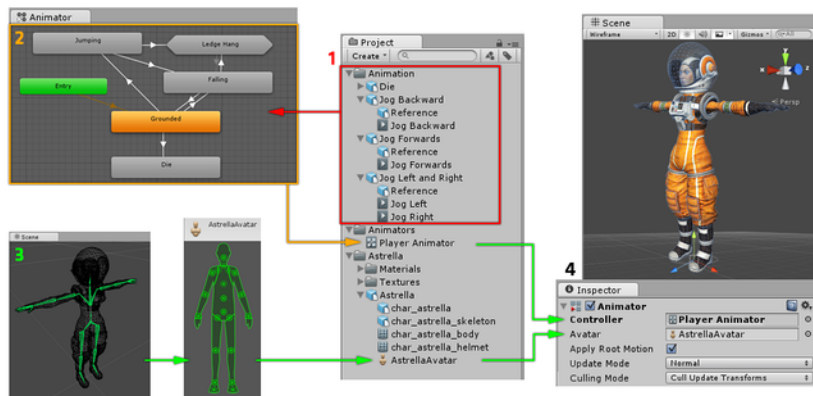 Animator
2
Jumping
Ledge Hang
Falling
Entry
Grounded
Die
1
Project
Create
Animation
Die
Jog Backward
Reference
Jog Backward
Jog Forwards
Reference
Jog Forwards
Jog Left and Right
Reference
Jog Left
Jog Right
Animators
Player Animator
Astrella
Materials
Textures
Astrella
char_astrella
char_astrella_skeleton
char_astrella_body
char_astrella_helmet
AstrellaAvatar
Scene
3
AstrellaAvatar
Scene
Wireframe 2D Gizmos
y
x
z
Persp
4
Inspector
Animator
Controller Player Animator
Avatar AstrellaAvatar
Apply Root Motion
Update Mode Normal
Culling Mode Cull Update Transforms